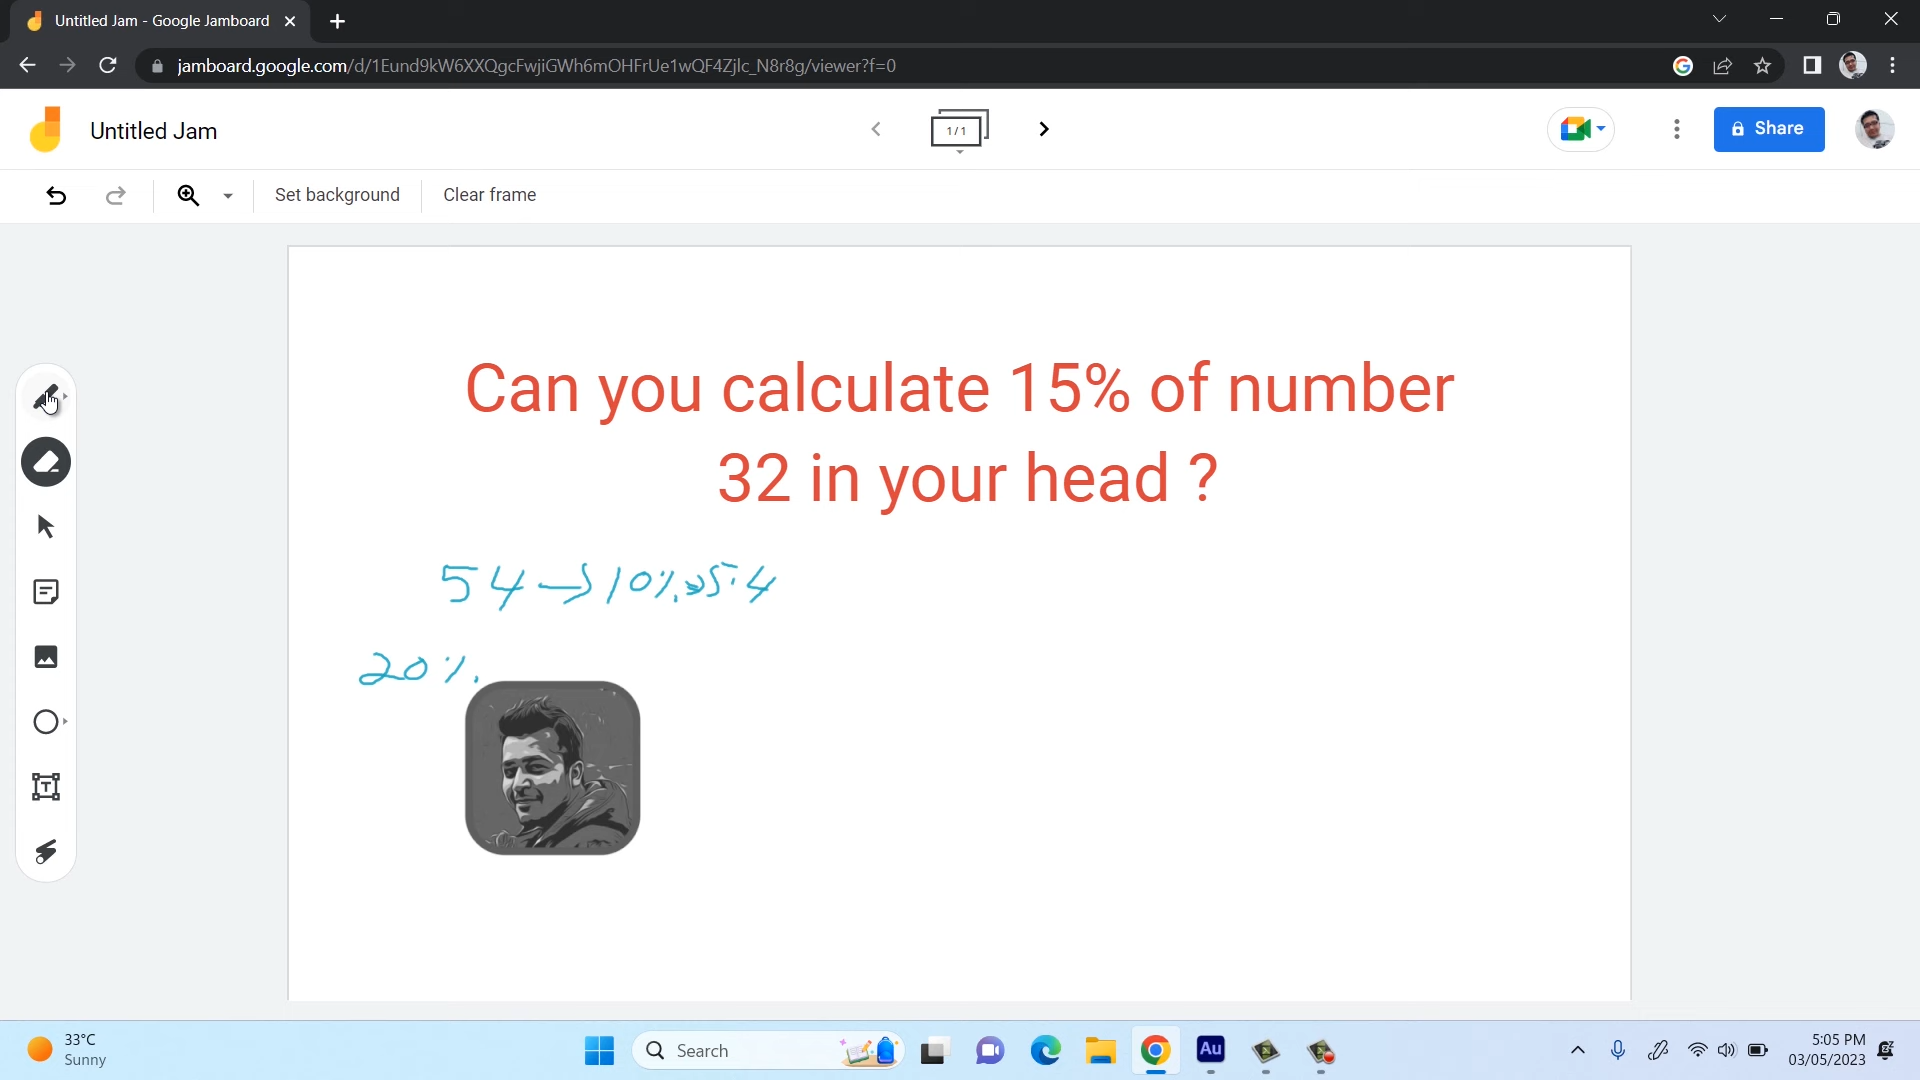 Untitled Jam - Google Jamboard
jamboard.google.com/d/1Eund9kW6XXQgcFwjiGWh6mOHFrUe1wQF4Zjlc_N8r8g/viewer?f=0
Untitled Jam
1/1
Share
Set background
Clear frame
Can you calculate 15% of number
32 in your head ?
54→10%→5.4
20%.
33°C
Sunny
Search
Au
5:05 PM
03/05/2023